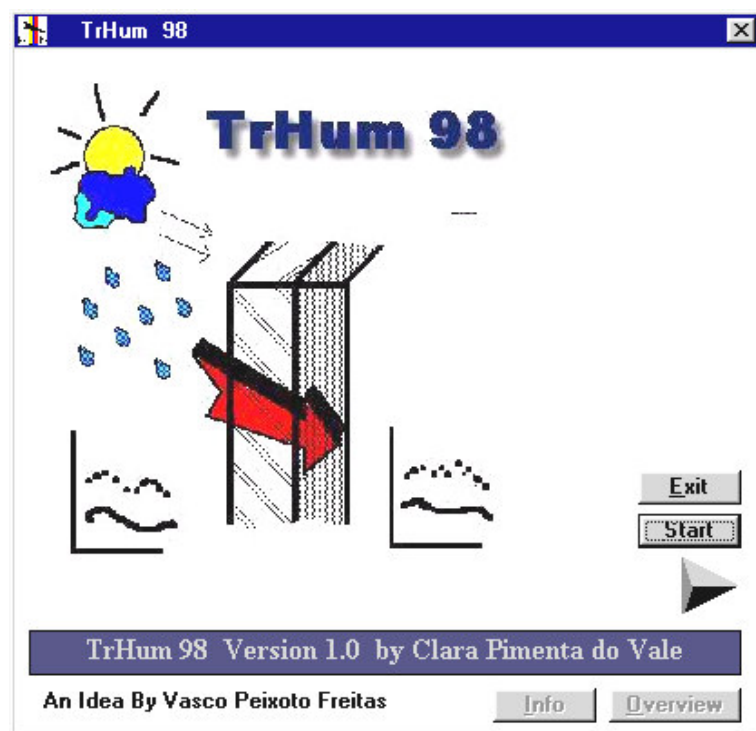 TrHum 98
TrHum 98
Exit
Start
TrHum 98 Version 1.0 by Clara Pimenta do Vale
An Idea By Vasco Peixoto Freitas
Info
Overview